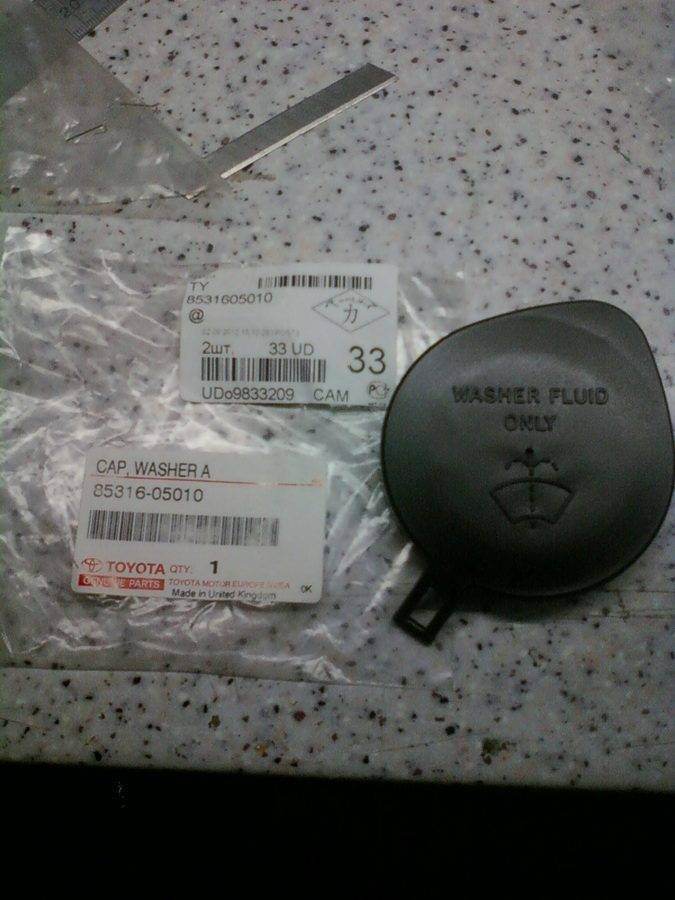 TY
8531605010
@
2шт. 33 UD 33
UDo9833209 CAM
カ
WASHER FLUID
ONLY
CAP, WASHER A
85316-05010
TOYOTA QTY: 1
GENUINE PARTS TOYOTA MOTOR EUROPE NV/SA
Made in United Kingdom OK